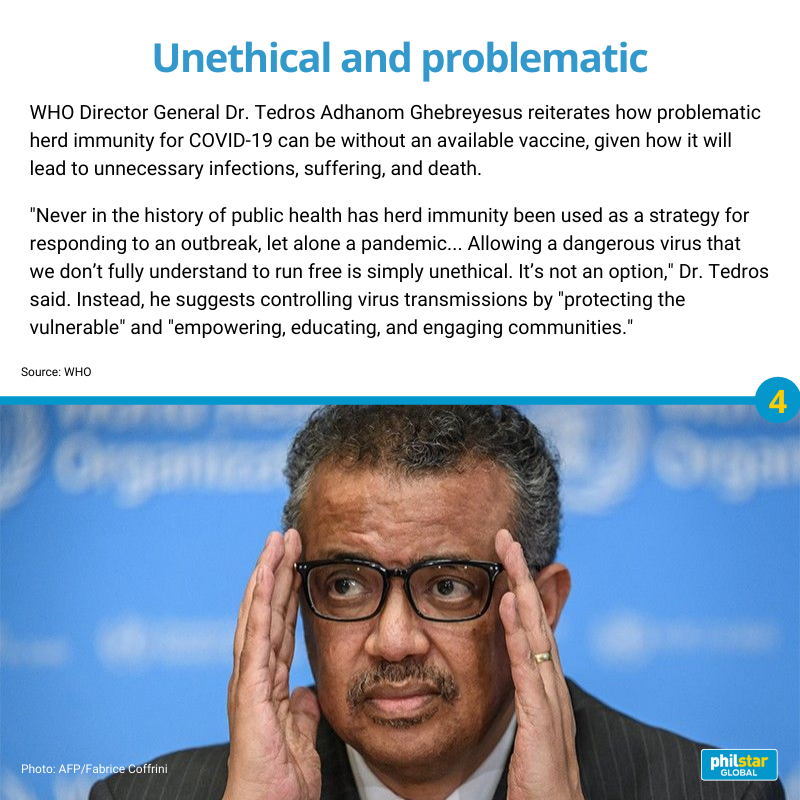 Unethical and problematic
WHO Director General Dr. Tedros Adhanom Ghebreyesus reiterates how problematic
herd immunity for COVID-19 can be without an available vaccine, given how it will
lead to unnecessary infections, suffering, and death.
"Never in the history of public health has herd immunity been used as a strategy for
responding to an outbreak, let alone a pandemic... Allowing a dangerous virus that
we don’t fully understand to run free is simply unethical. It’s not an option," Dr. Tedros
said. Instead, he suggests controlling virus transmissions by "protecting the
vulnerable" and "empowering, educating, and engaging communities."
Source: WHO
4
Organiz
Orga
Photo: AFP/Fabrice Coffrini
philstar
GLOBAL